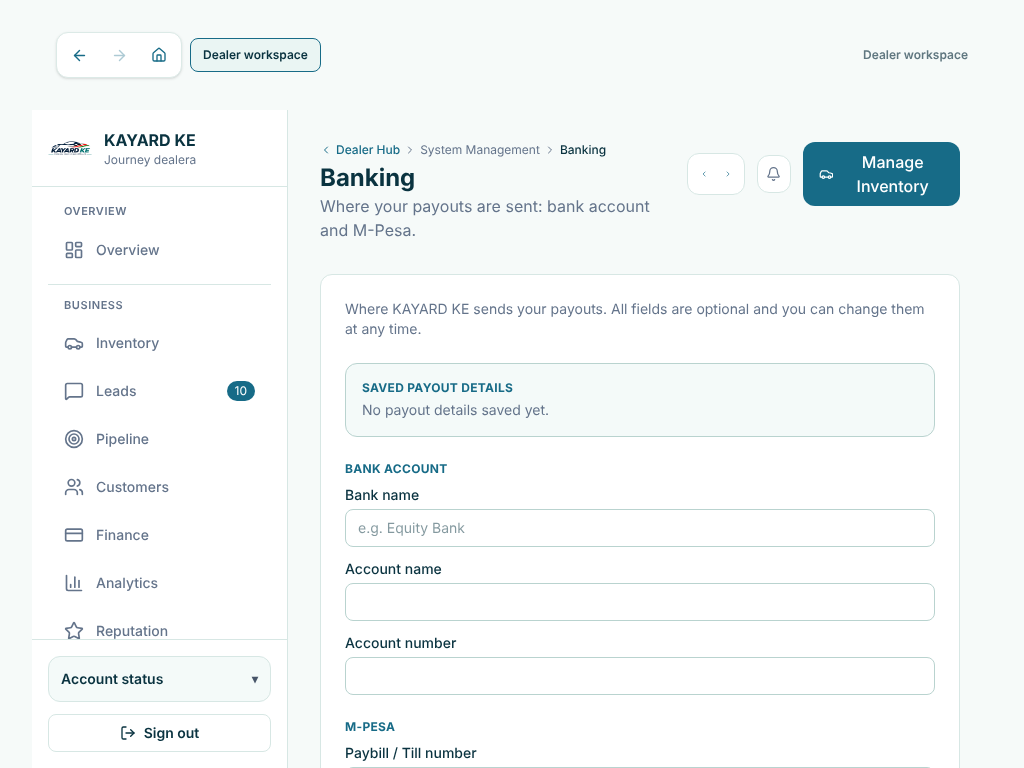 Dealer workspace
Dealer workspace
KAYARD KE
KAYARD KE
Journey dealera
OVERVIEW
Overview
BUSINESS
Inventory
Leads
10
Pipeline
Customers
Finance
Analytics
Reputation
Account status
Sign out
Dealer Hub
System Management
Banking
Banking
Where your payouts are sent: bank account
and M-Pesa.
Manage
Inventory
Where KAYARD KE sends your payouts. All fields are optional and you can change them
at any time.
SAVED PAYOUT DETAILS
No payout details saved yet.
BANK ACCOUNT
Bank name
e.g. Equity Bank
Account name
Account number
M-PESA
Paybill / Till number